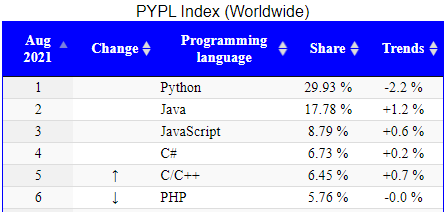 PYPL Index (Worldwide)
Aug 2021 Change Programming language Share Trends
1 Python 29.93 % -2.2 %
2 Java 17.78 % +1.2 %
3 JavaScript 8.79 % +0.6 %
4 C# 6.73 % +0.2 %
5 ↑ C/C++ 6.45 % +0.7 %
6 ↓ PHP 5.76 % -0.0 %